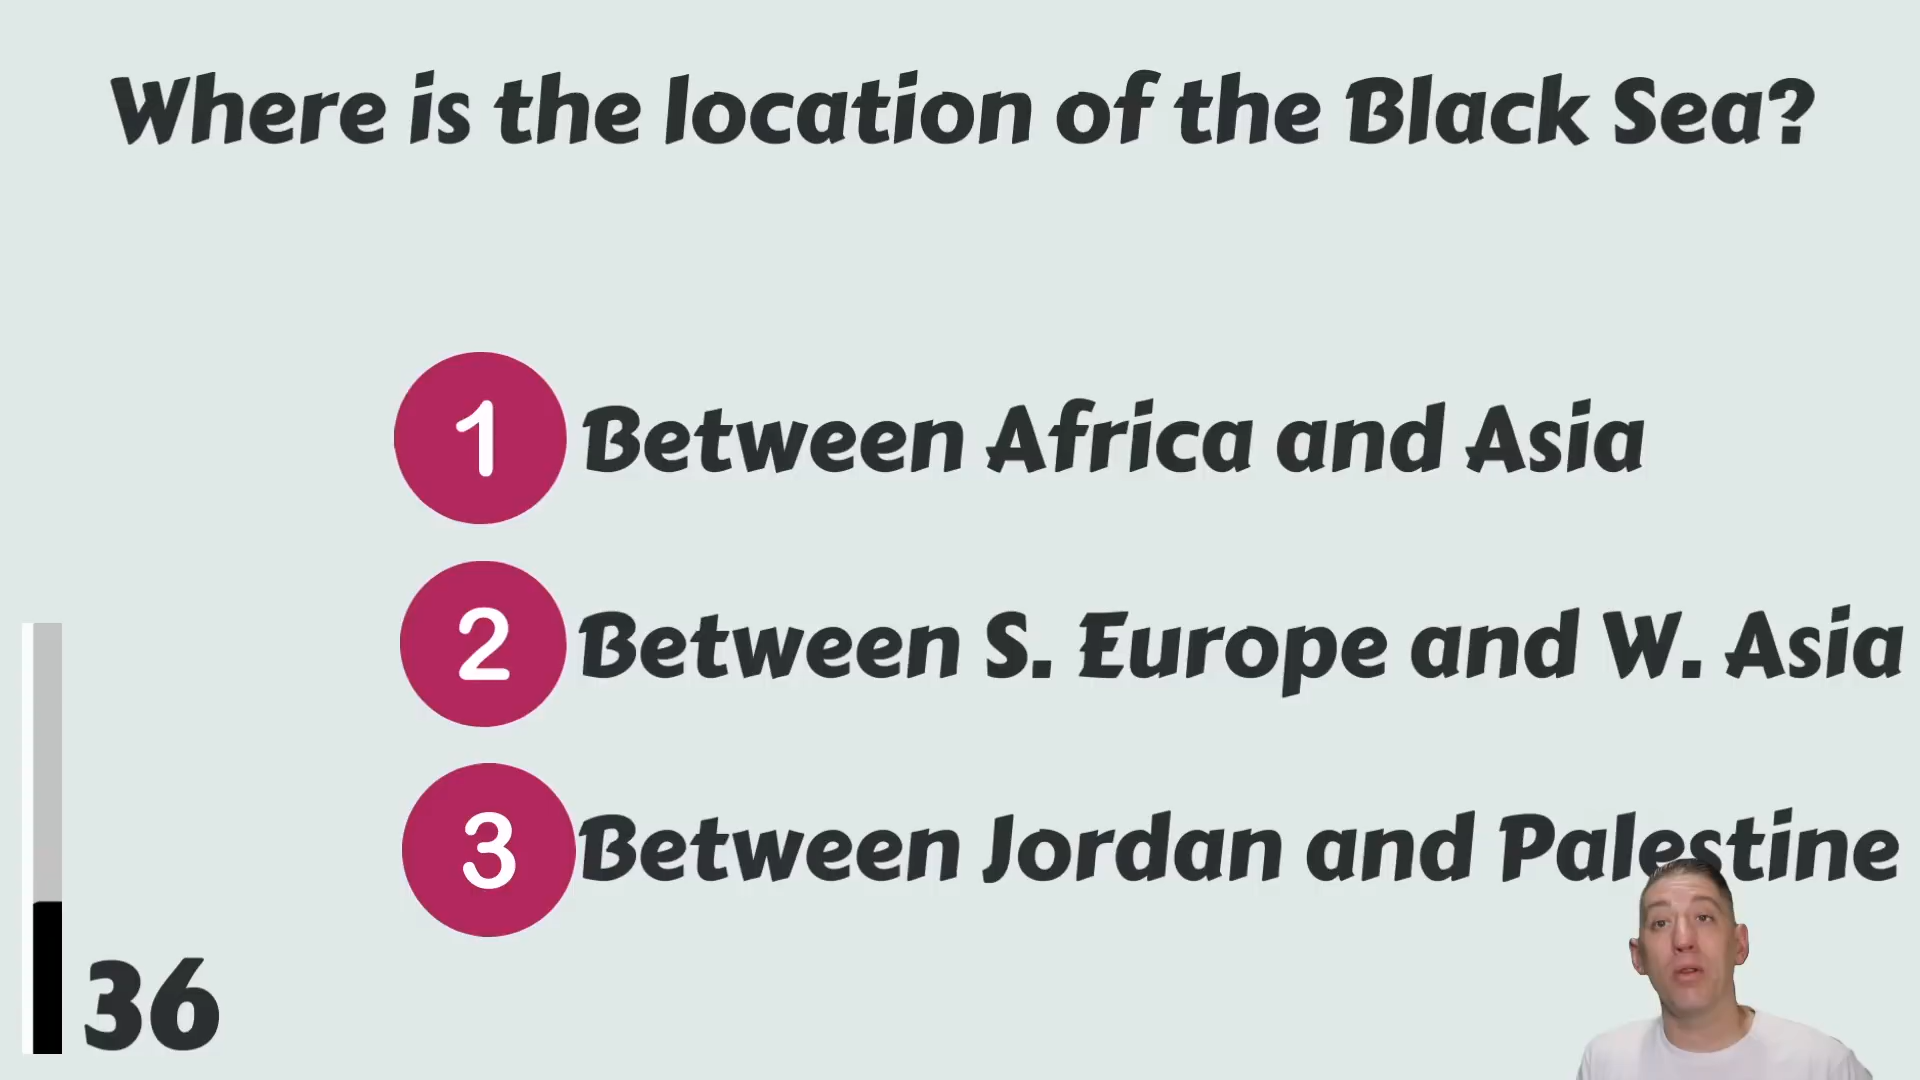 Where is the location of the Black Sea?
1 Between Africa and Asia
2 Between S. Europe and W. Asia
3 Between Jordan and Palestine
36